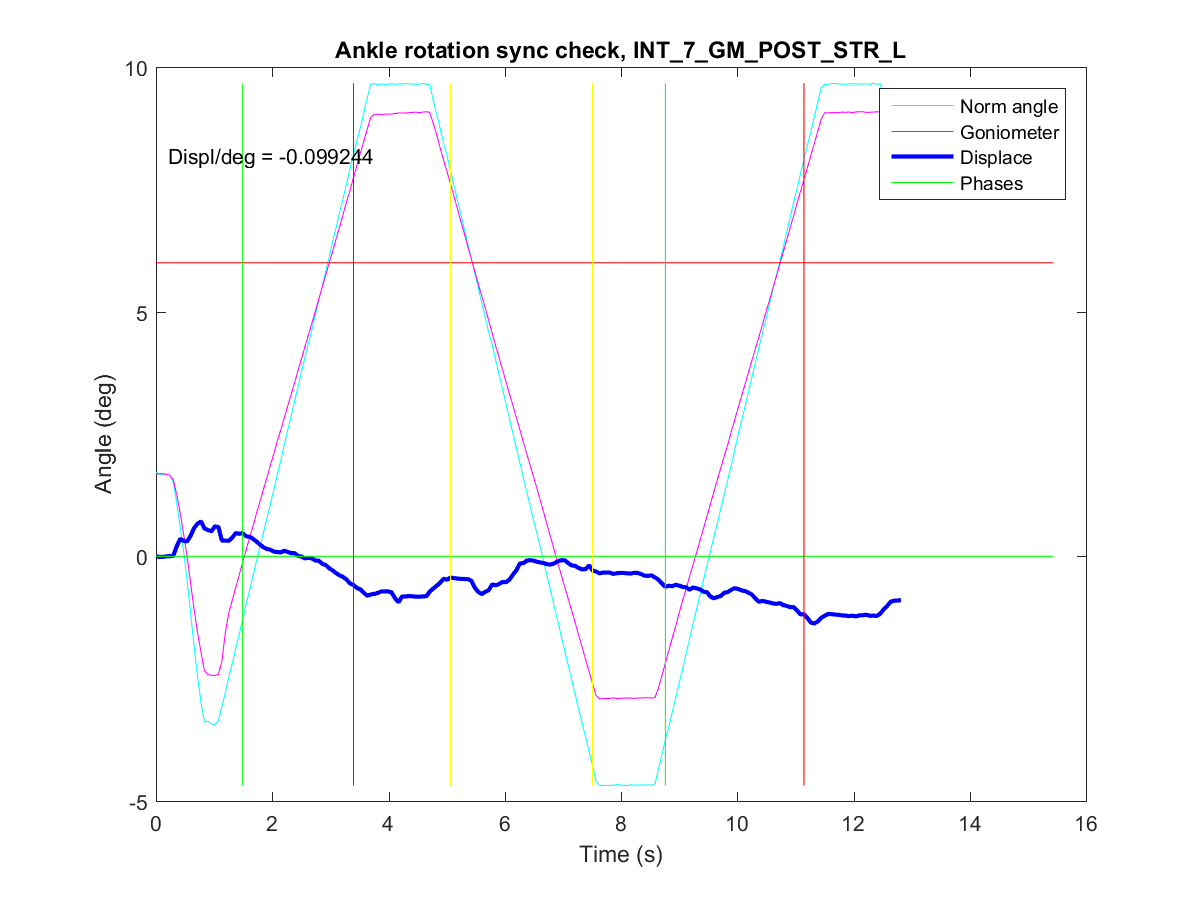 Ankle rotation sync check, INT_7_GM_POST_STR_L
10
5
0
-5
Angle (deg)
Displ/deg = -0.099244
Norm angle
Goniometer
Displace
Phases
0 2 4 6 8 10 12 14 16
Time (s)